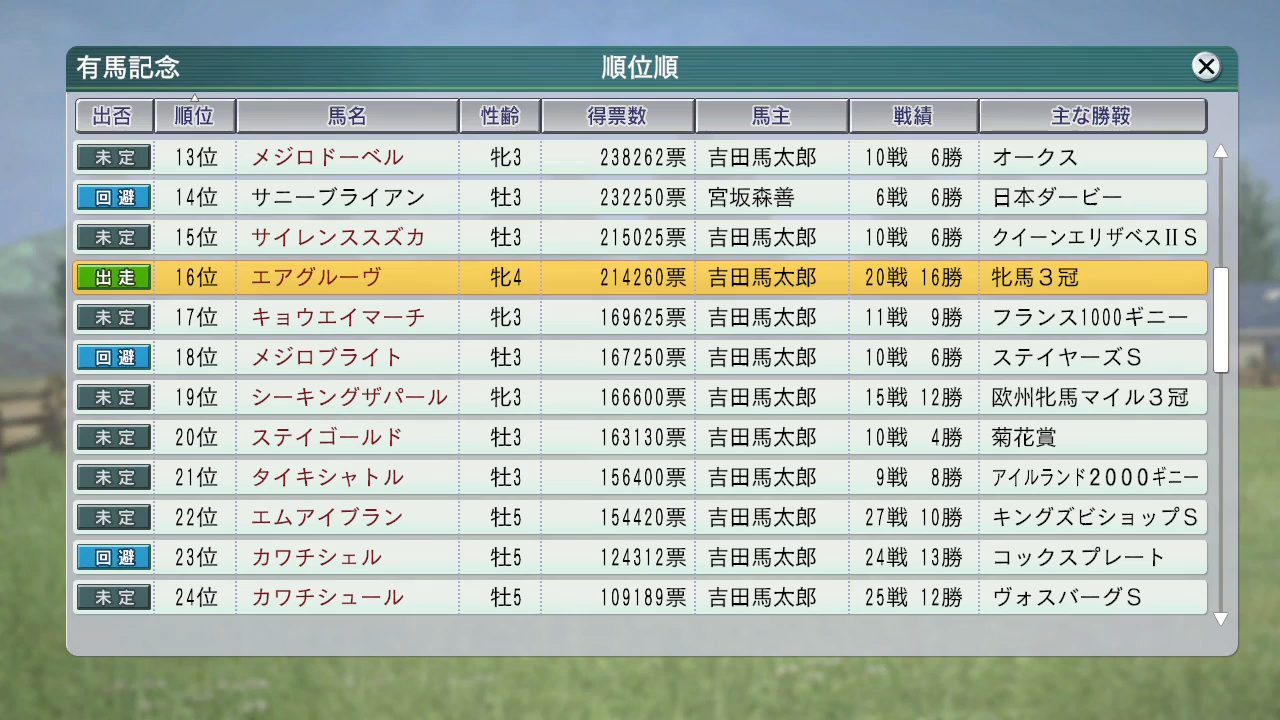 有馬記念 順位順
出否 順位 馬名 性齢 得票数 馬主 戦績 主な勝鞍
未定 13位 メジロドーベル 牝3 238262票 吉田馬太郎 10戦 6勝 オークス
回避 14位 サニーブライアン 牡3 232250票 宮坂森善 6戦 6勝 日本ダービー
未定 15位 サイレンススズカ 牡3 215025票 吉田馬太郎 10戦 6勝 クイーンエリザベスⅡS
出走 16位 エアグルーヴ 牝4 214260票 吉田馬太郎 20戦 16勝 牝馬3冠
未定 17位 キョウエイマーチ 牝3 169625票 吉田馬太郎 11戦 9勝 フランス1000ギニー
回避 18位 メジロブライト 牡3 167250票 吉田馬太郎 10戦 6勝 ステイヤーズS
未定 19位 シーキングザパール 牝3 166600票 吉田馬太郎 15戦 12勝 欧州牝馬マイル3冠
未定 20位 ステイゴールド 牡3 163130票 吉田馬太郎 10戦 4勝 菊花賞
未定 21位 タイキシャトル 牡3 156400票 吉田馬太郎 9戦 8勝 アイルランド2000ギニー
未定 22位 エムアイブラン 牡5 154420票 吉田馬太郎 27戦 10勝 キングズビショップS
回避 23位 カワチシェル 牡5 124312票 吉田馬太郎 24戦 13勝 コックスプレート
未定 24位 カワチシュール 牡5 109189票 吉田馬太郎 25戦 12勝 ヴォスバーグS